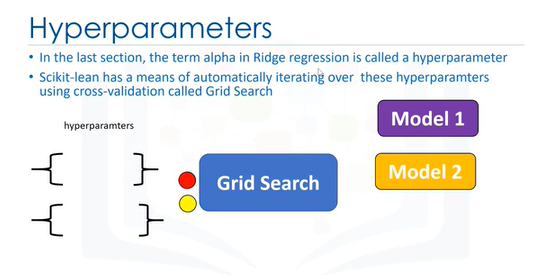 Hyperparameters
• In the last section, the term alpha in Ridge regression is called a hyperparameter
• Scikit-lean has a means of automatically iterating over these hyperparamters
using cross-validation called Grid Search
hyperparamters
Model 1
Model 2
Grid Search